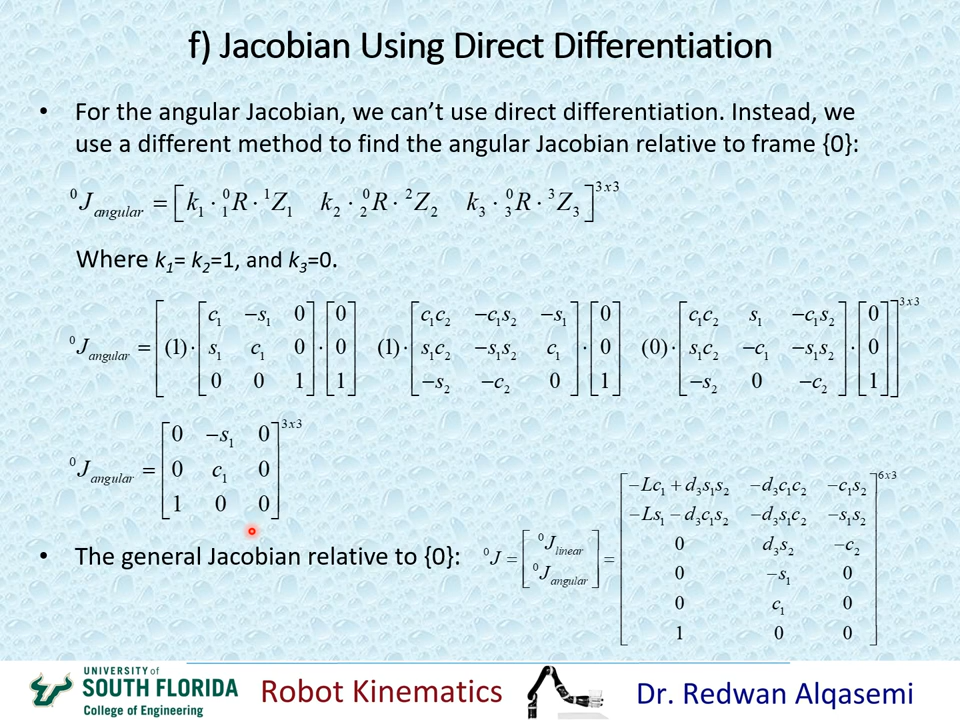 f) Jacobian Using Direct Differentiation
• For the angular Jacobian, we can't use direct differentiation. Instead, we
use a different method to find the angular Jacobian relative to frame {0}:
⁰J_angular = [k₁ · ⁰₁R · ¹Z₁   k₂ · ⁰₂R · ²Z₂   k₃ · ⁰₃R · ³Z₃]³ˣ³
Where k₁= k₂=1, and k₃=0.
⁰J_angular = [(1)·[c₁ −s₁ 0; s₁ c₁ 0; 0 0 1]·[0; 0; 1]   (1)·[c₁c₂ −c₁s₂ −s₁; s₁c₂ −s₁s₂ c₁; −s₂ −c₂ 0]·[0; 0; 1]   (0)·[c₁c₂ s₁ −c₁s₂; s₁c₂ −c₁ −s₁s₂; −s₂ 0 −c₂]·[0; 0; 1]]³ˣ³
⁰J_angular = [0 −s₁ 0; 0 c₁ 0; 1 0 0]³ˣ³
• The general Jacobian relative to {0}: ⁰J = [⁰J_linear; ⁰J_angular] = [−Lc₁ + d₃s₁s₂ −d₃c₁c₂ −c₁s₂; −Ls₁ − d₃c₁s₂ −d₃s₁c₂ −s₁s₂; 0 d₃s₂ −c₂; 0 −s₁ 0; 0 c₁ 0; 1 0 0]⁶ˣ³
UNIVERSITY of
SOUTH FLORIDA
College of Engineering
Robot Kinematics
Dr. Redwan Alqasemi